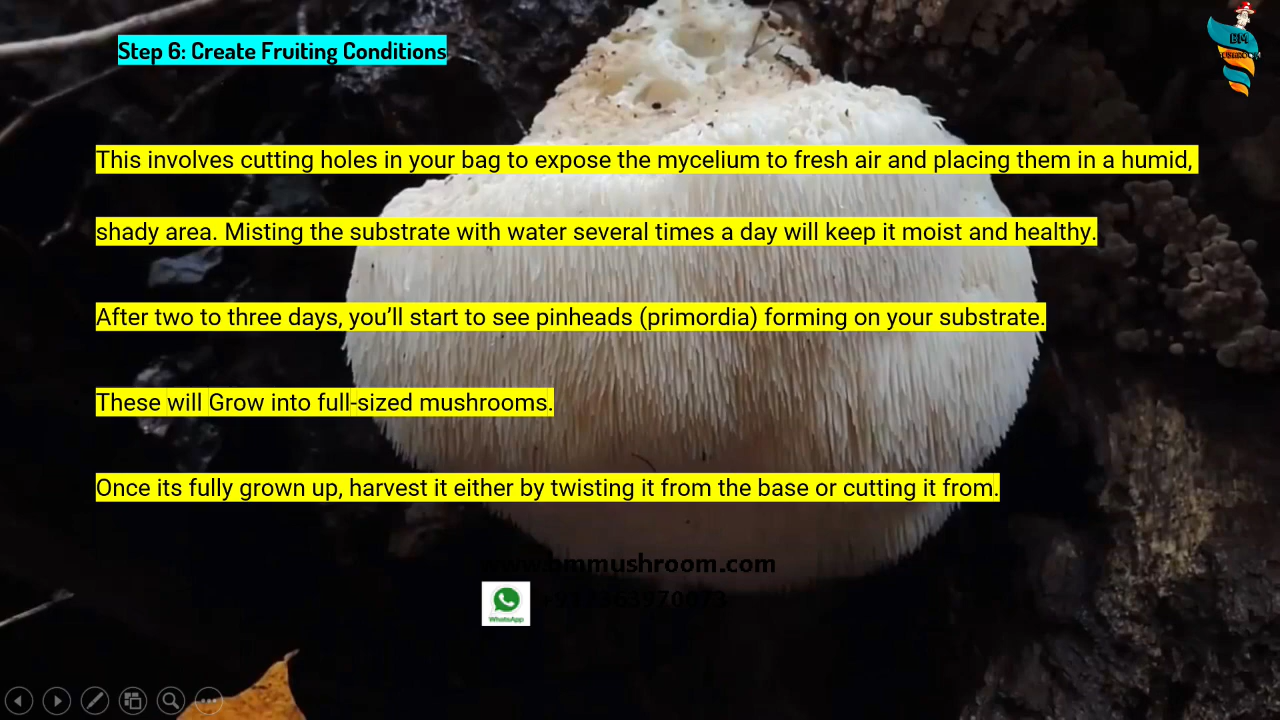 Step 6: Create Fruiting Conditions
BM
This involves cutting holes in your bag to expose the mycelium to fresh air and placing them in a humid,
shady area. Misting the substrate with water several times a day will keep it moist and healthy.
After two to three days, you’ll start to see pinheads (primordia) forming on your substrate.
These will Grow into full-sized mushrooms.
Once its fully grown up, harvest it either by twisting it from the base or cutting it from.
www.bmmushroom.com
WhatsApp